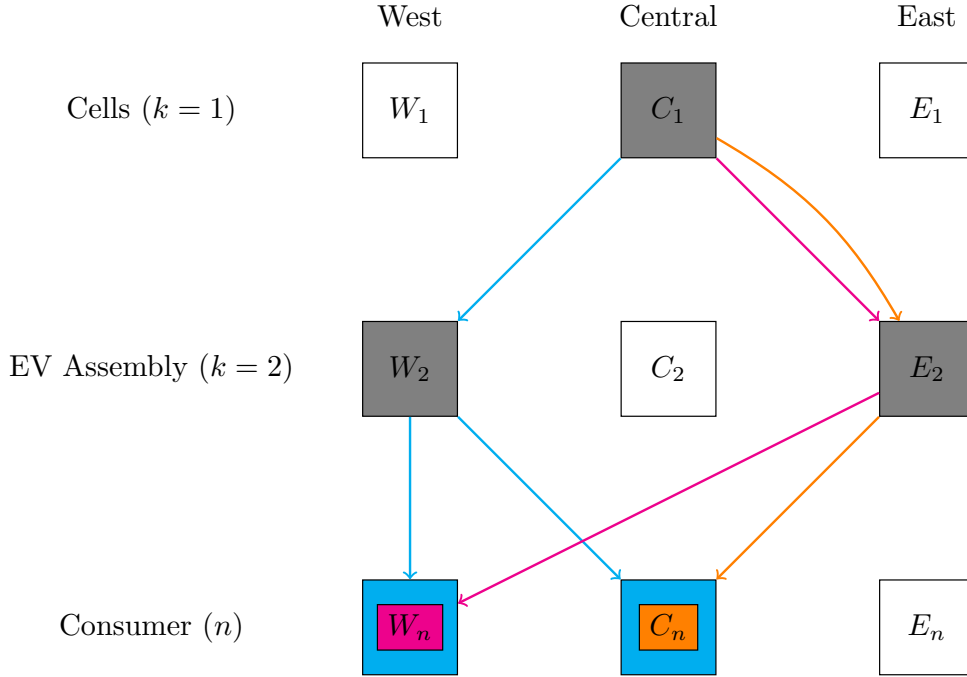 West Central East
Cells (k = 1) W₁ C₁ E₁
EV Assembly (k = 2) W₂ C₂ E₂
Consumer (n) Wₙ Cₙ Eₙ